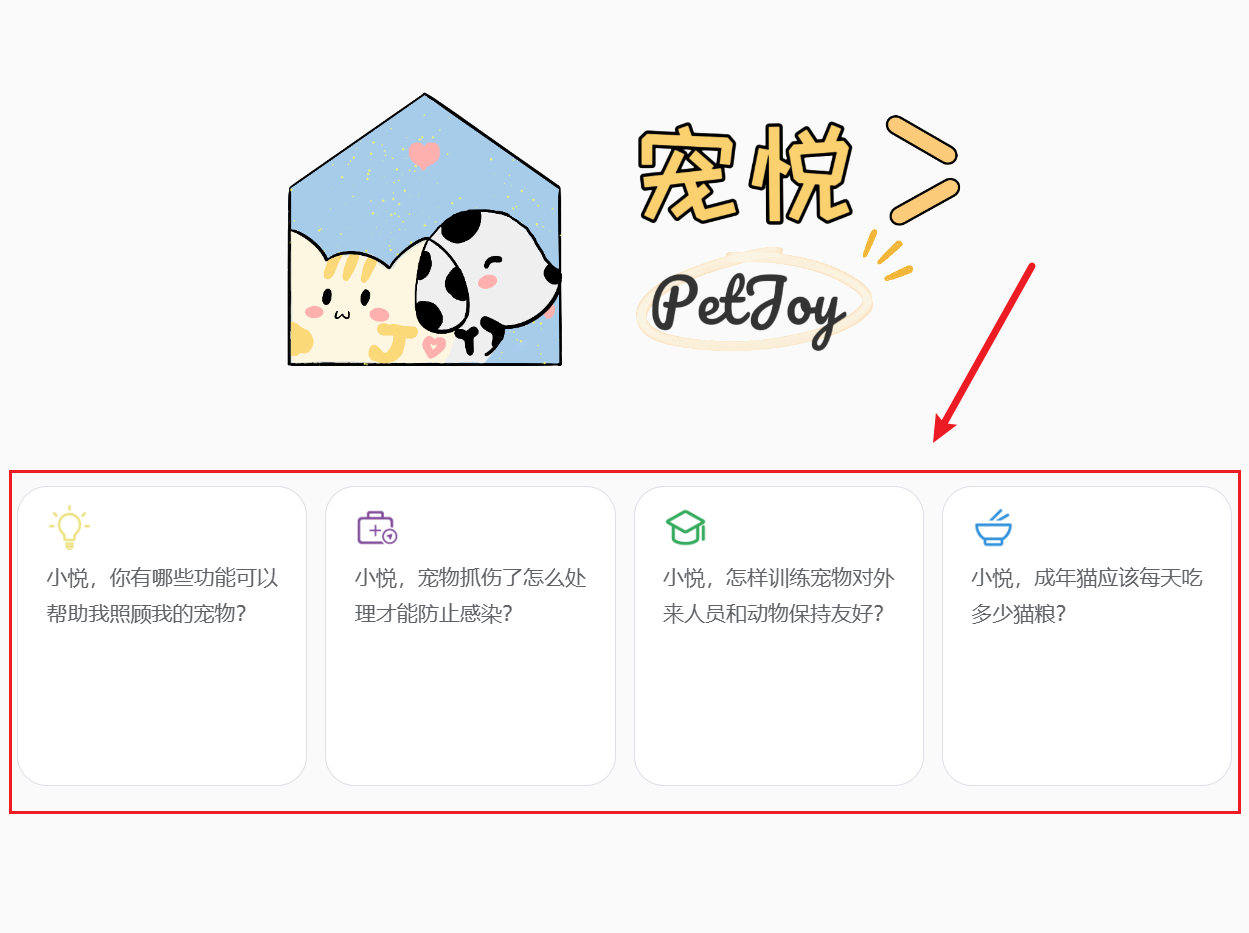 宠悦
PetJoy
小悦，你有哪些功能可以
帮助我照顾我的宠物？
小悦，宠物抓伤了怎么处
理才能防止感染？
小悦，怎样训练宠物对外
来人员和动物保持友好？
小悦，成年猫应该每天吃
多少猫粮？